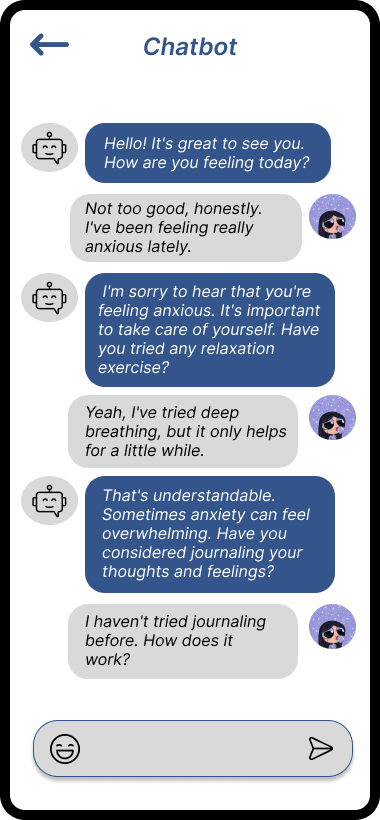 Chatbot
Hello! It's great to see you.
How are you feeling today?
Not too good, honestly.
I've been feeling really
anxious lately.
I'm sorry to hear that you're
feeling anxious. It's important
to take care of yourself. Have
you tried any relaxation
exercise?
Yeah, I've tried deep
breathing, but it only helps
for a little while.
That's understandable.
Sometimes anxiety can feel
overwhelming. Have you
considered journaling your
thoughts and feelings?
I haven't tried journaling
before. How does it
work?